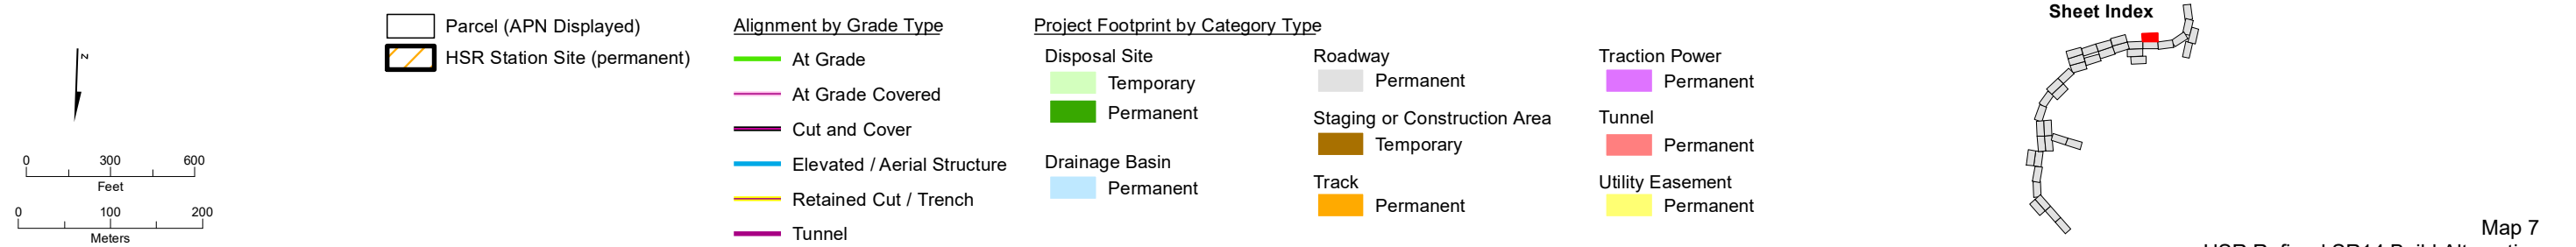 Z
0 300 600
Feet
0 100 200
Meters
Parcel (APN Displayed)
HSR Station Site (permanent)
Alignment by Grade Type
At Grade
At Grade Covered
Cut and Cover
Elevated / Aerial Structure
Retained Cut / Trench
Tunnel
Project Footprint by Category Type
Disposal Site
Temporary
Permanent
Drainage Basin
Permanent
Roadway
Permanent
Staging or Construction Area
Temporary
Track
Permanent
Traction Power
Permanent
Tunnel
Permanent
Utility Easement
Permanent
Sheet Index
Map 7